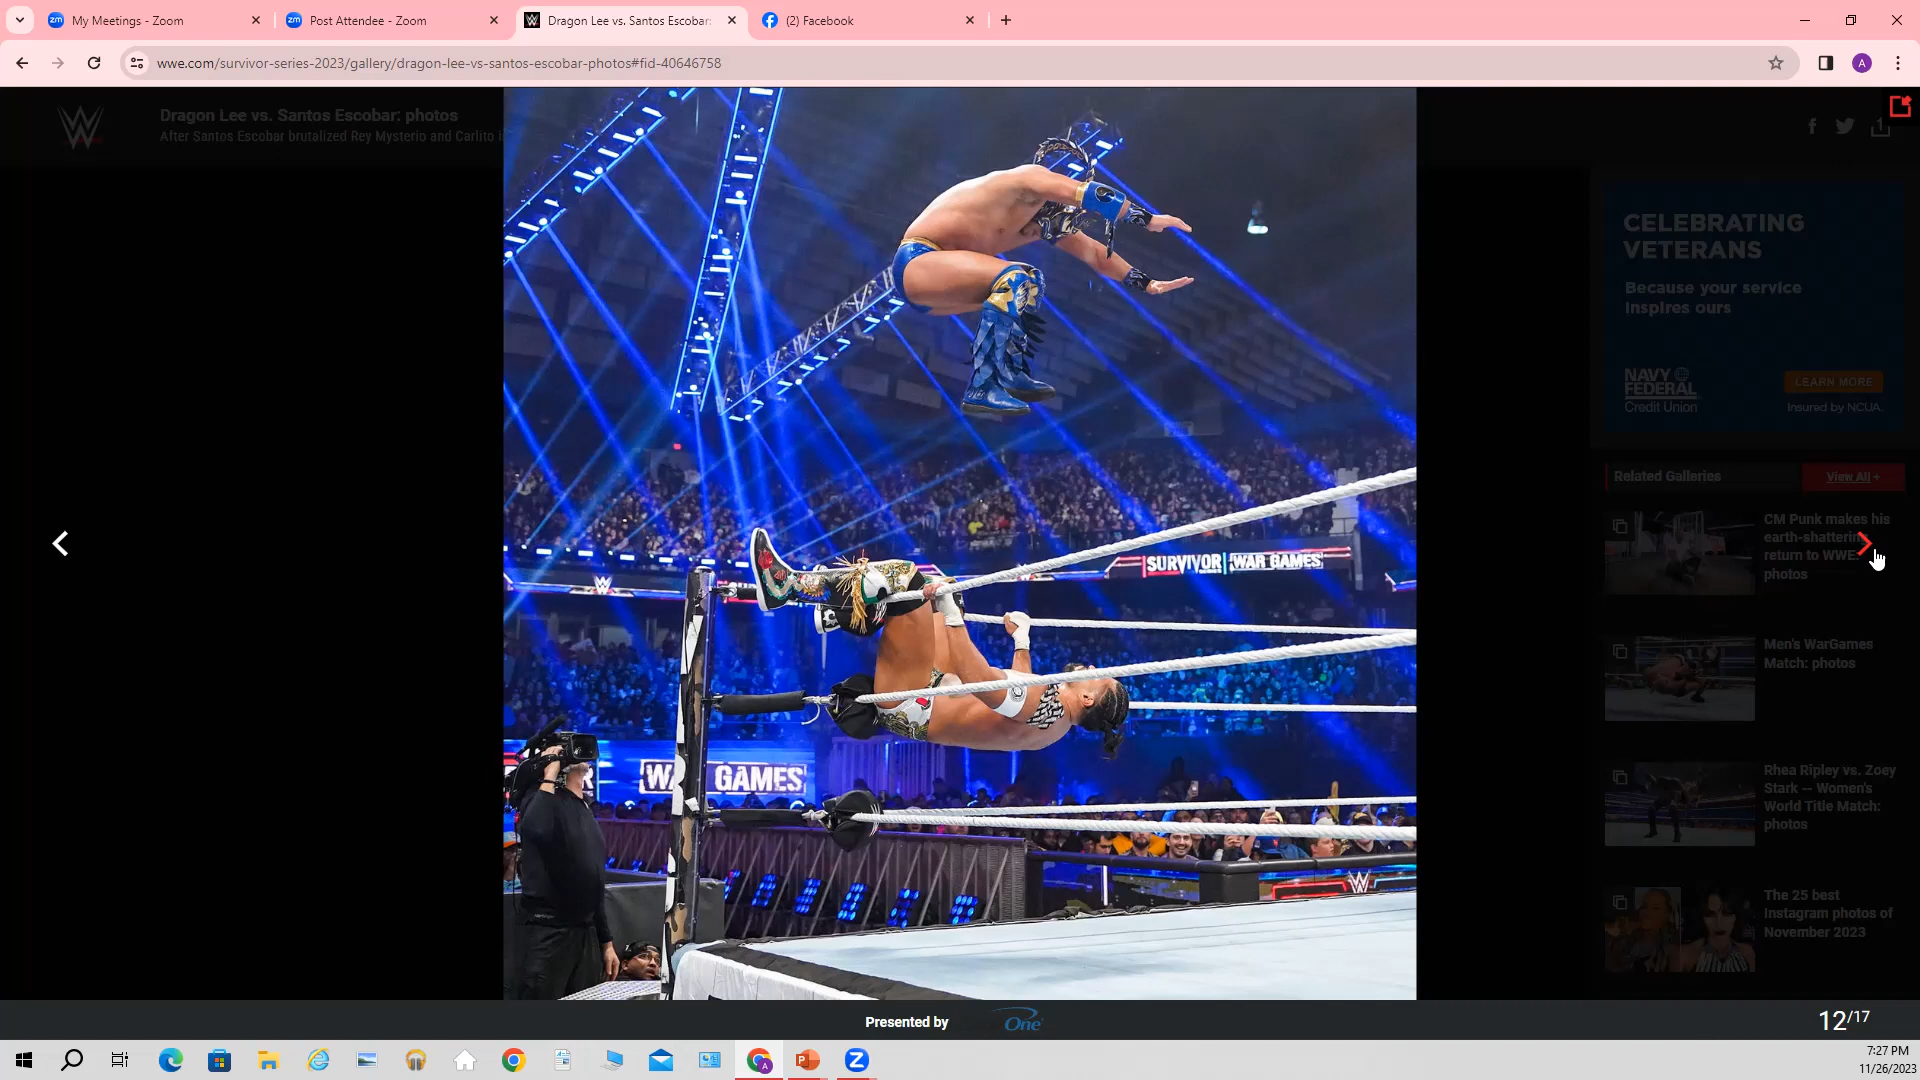 My Meetings - Zoom
Post Attendee - Zoom
Dragon Lee vs. Santos Escobar:
(2) Facebook
wwe.com/survivor-series-2023/gallery/dragon-lee-vs-santos-escobar-photos#fid-40646758
A
Dragon Lee vs. Santos Escobar: photos
After Santos Escobar brutalized Rey Mysterio and Carlito
CELEBRATING
VETERANS
Because your service
inspires ours
NAVY
FEDERAL
Credit Union
LEARN MORE
Insured by NCUA.
Related Galleries
View All +
CM Punk makes his
earth-shattering
return to WWE:
photos
Men's WarGames
Match: photos
Rhea Ripley vs. Zoey
Stark -- Women's
World Title Match:
photos
The 25 best
Instagram photos of
November 2023
SURVIVOR WAR GAMES
WAR GAMES
Presented by
One
12/17
7:27 PM
11/26/2023